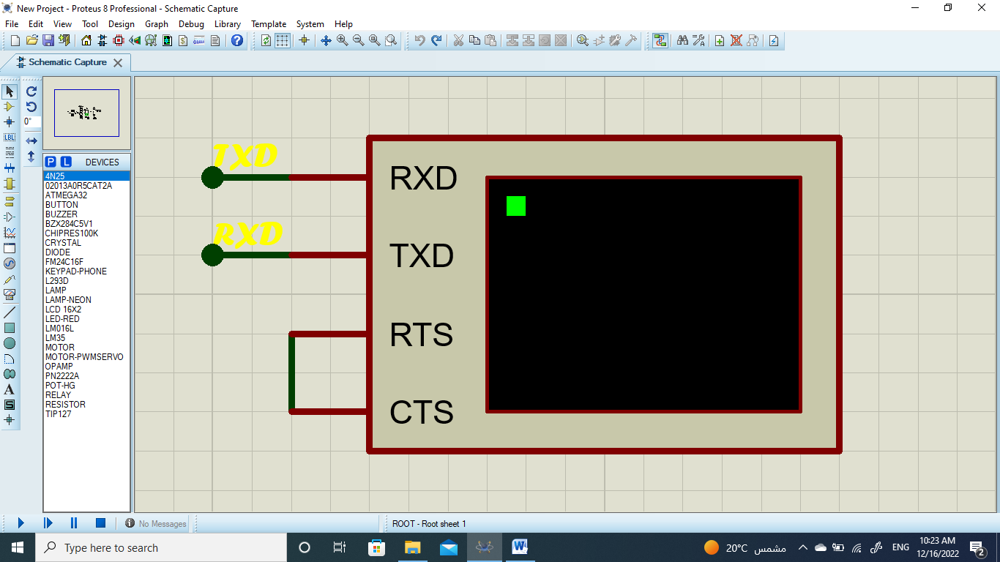 New Project - Proteus 8 Professional - Schematic Capture
File Edit View Tool Design Graph Debug Library Template System Help
Schematic Capture
LBL
A
S
0°
P L DEVICES
4N25
02013A0R5CAT2A
ATMEGA32
BUTTON
BUZZER
BZX284C5V1
CHIPRES100K
CRYSTAL
DIODE
FM24C16F
KEYPAD-PHONE
L293D
LAMP
LAMP-NEON
LCD 16X2
LED-RED
LM016L
LM35
MOTOR
MOTOR-PWMSERVO
OPAMP
PN2222A
POT-HG
RELAY
RESISTOR
TIP127
TXD
RXD
RXD
TXD
RTS
CTS
No Messages
ROOT - Root sheet 1
Type here to search
W
20°C مشمس
ENG
10:23 AM
12/16/2022
2